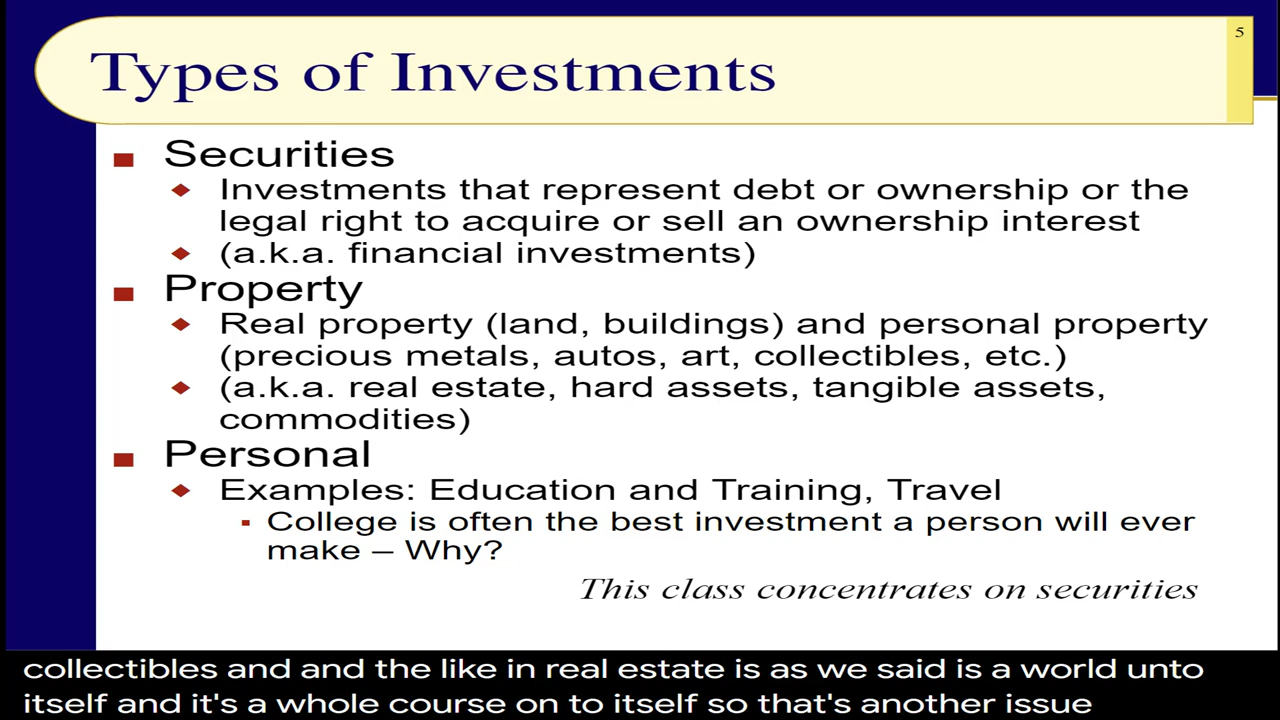 5
Types of Investments
Securities
Investments that represent debt or ownership or the
legal right to acquire or sell an ownership interest
(a.k.a. financial investments)
Property
Real property (land, buildings) and personal property
(precious metals, autos, art, collectibles, etc.)
(a.k.a. real estate, hard assets, tangible assets,
commodities)
Personal
Examples: Education and Training, Travel
College is often the best investment a person will ever
make – Why?
This class concentrates on securities
collectibles and and the like in real estate is as we said is a world unto
itself and it's a whole course on to itself so that's another issue